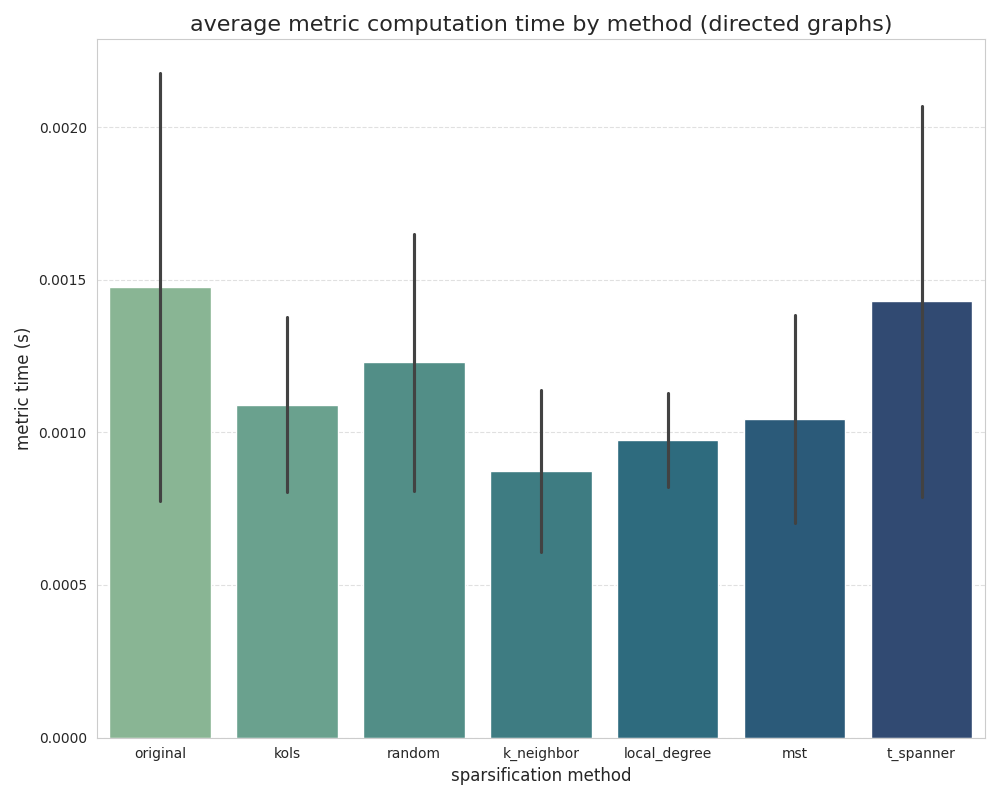 average metric computation time by method (directed graphs)
metric time (s)
0.0020
0.0015
0.0010
0.0005
0.0000
original kols random k_neighbor local_degree mst t_spanner
sparsification method